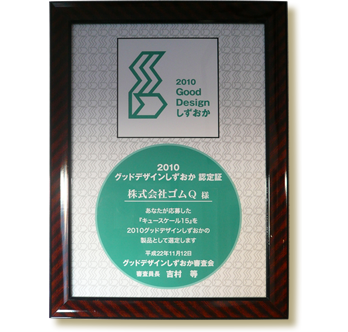 2010
Good
Design
しずおか
2010
グッドデザインしずおか 認定証
株式会社ゴムQ 様
あなたが応募した
『キュースケール15』を
2010グッドデザインしずおかの
製品として選定します
平成22年11月12日
グッドデザインしずおか審査会
審査員長 吉村 等